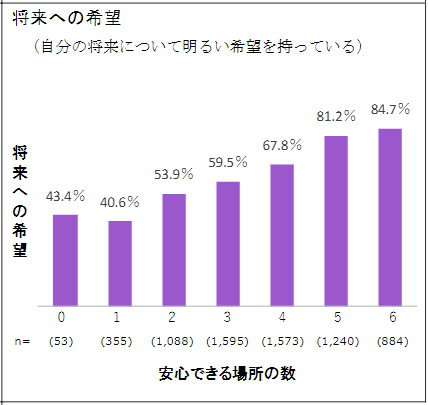 将来への希望
（自分の将来について明るい希望を持っている）
将来への希望
43.4%
40.6%
53.9%
59.5%
67.8%
81.2%
84.7%
0 1 2 3 4 5 6
n= (53) (355) (1,088) (1,595) (1,573) (1,240) (884)
安心できる場所の数